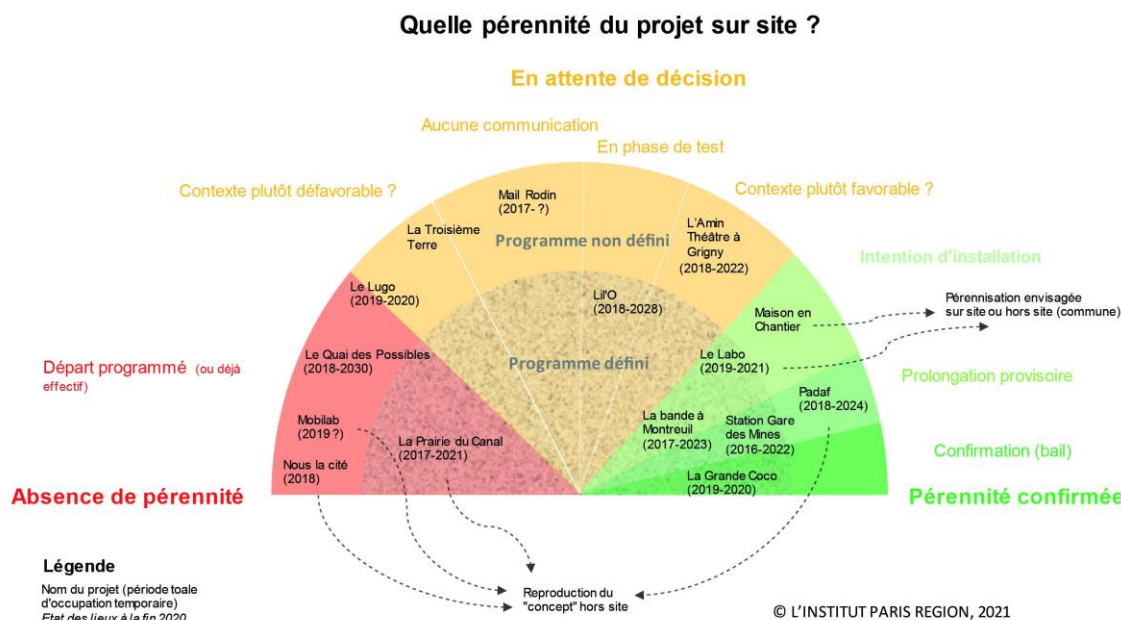 Quelle pérennité du projet sur site ?
En attente de décision
Aucune communication
En phase de test
Contexte plutôt défavorable ?
Contexte plutôt favorable ?
Mail Rodin
(2017- ?)
La Troisième
Terre
Programme non défini
L'Amin
Théâtre à
Grigny
(2018-2022)
Intention d'installation
Le Lugo
(2019-2020)
Lil'O
(2018-2028)
Maison en
Chantier
Pérennisation envisagée
sur site ou hors site (commune)
Départ programmé (ou déjà
effectif)
Le Quai des Possibles
(2018-2030)
Programme défini
Le Labo
(2019-2021)
Prolongation provisoire
Padaf
(2018-2024)
Mobilab
(2019 ?)
La Prairie du Canal
(2017-2021)
La bande à
Montreuil
(2017-2023)
Station Gare
des Mines
(2016-2022)
Confirmation (bail)
Nous la cité
(2018)
La Grande Coco
(2019-2020)
Absence de pérennité
Pérennité confirmée
Légende
Nom du projet (période toale
d'occupation temporaire)
Etat des lieux à la fin 2020
Reproduction du
"concept" hors site
© L'INSTITUT PARIS REGION, 2021